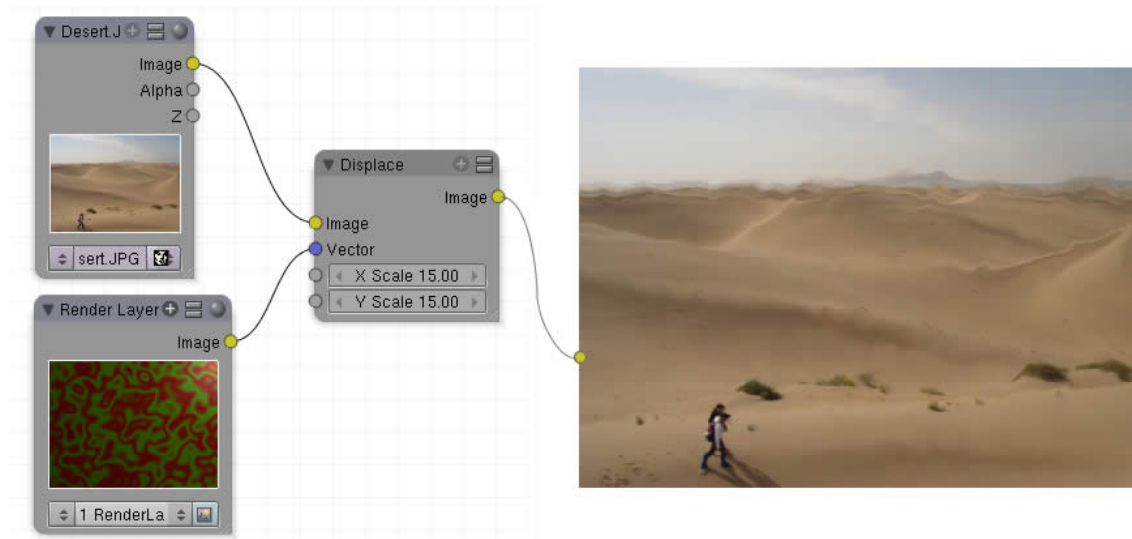 Desert.J
Image
Alpha
Z
sert.JPG
Displace
Image
Image
Vector
X Scale 15.00
Y Scale 15.00
Render Layer
Image
1 RenderLa